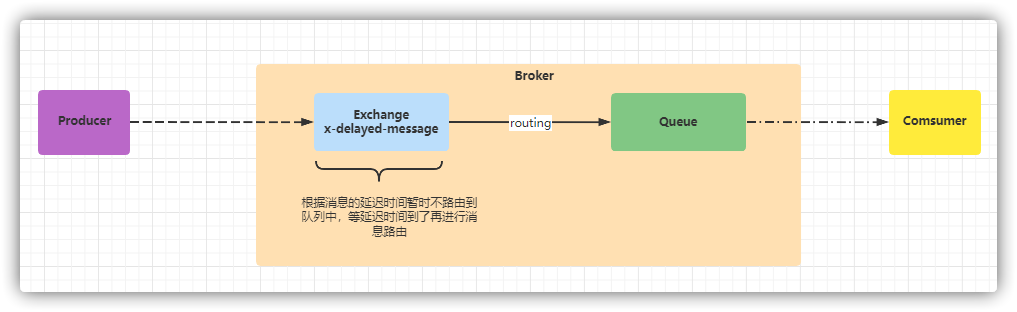 Broker
Producer
Exchange
x-delayed-message
routing
Queue
Comsumer
根据消息的延迟时间暂时不路由到
队列中，等延迟时间到了再进行消
息路由